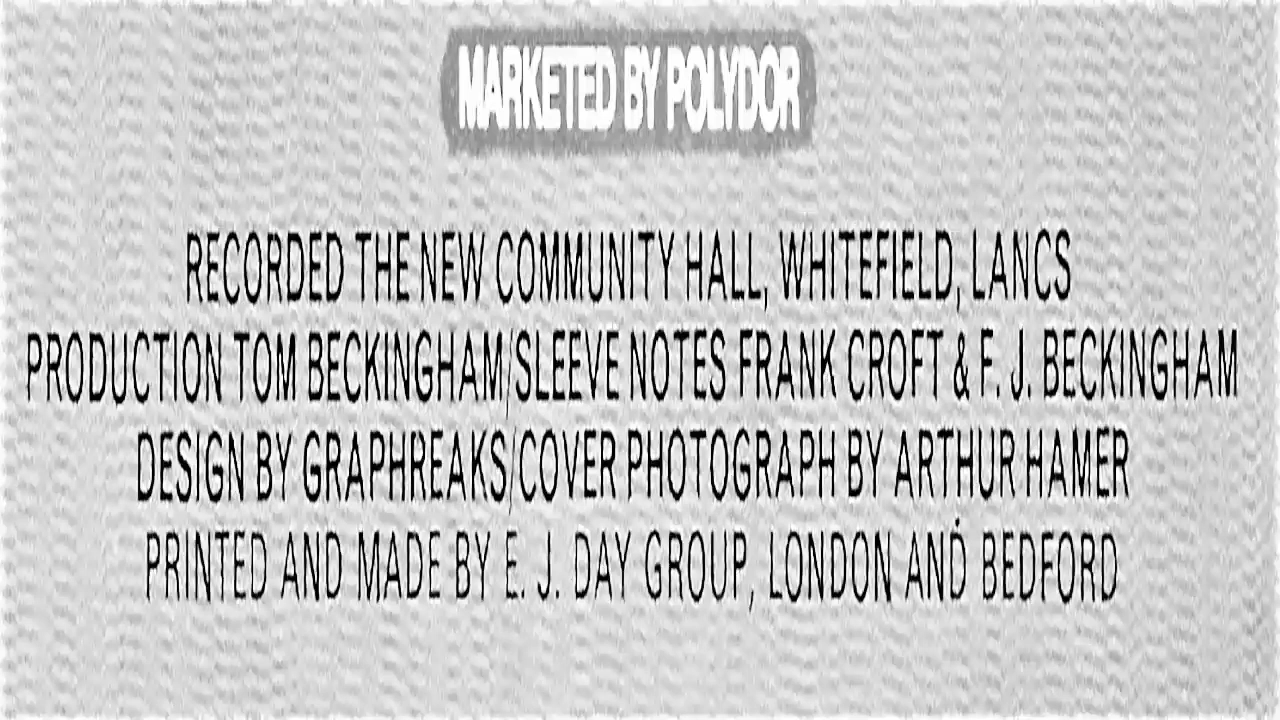 MARKETED BY POLYDOR
RECORDED THE NEW COMMUNITY HALL, WHITEFIELD, LANCS
PRODUCTION TOM BECKINGHAM/SLEEVE NOTES FRANK CROFT & F. J. BECKINGHAM
DESIGN BY GRAPHREAKS/COVER PHOTOGRAPH BY ARTHUR HAMER
PRINTED AND MADE BY E. J. DAY GROUP, LONDON AND BEDFORD